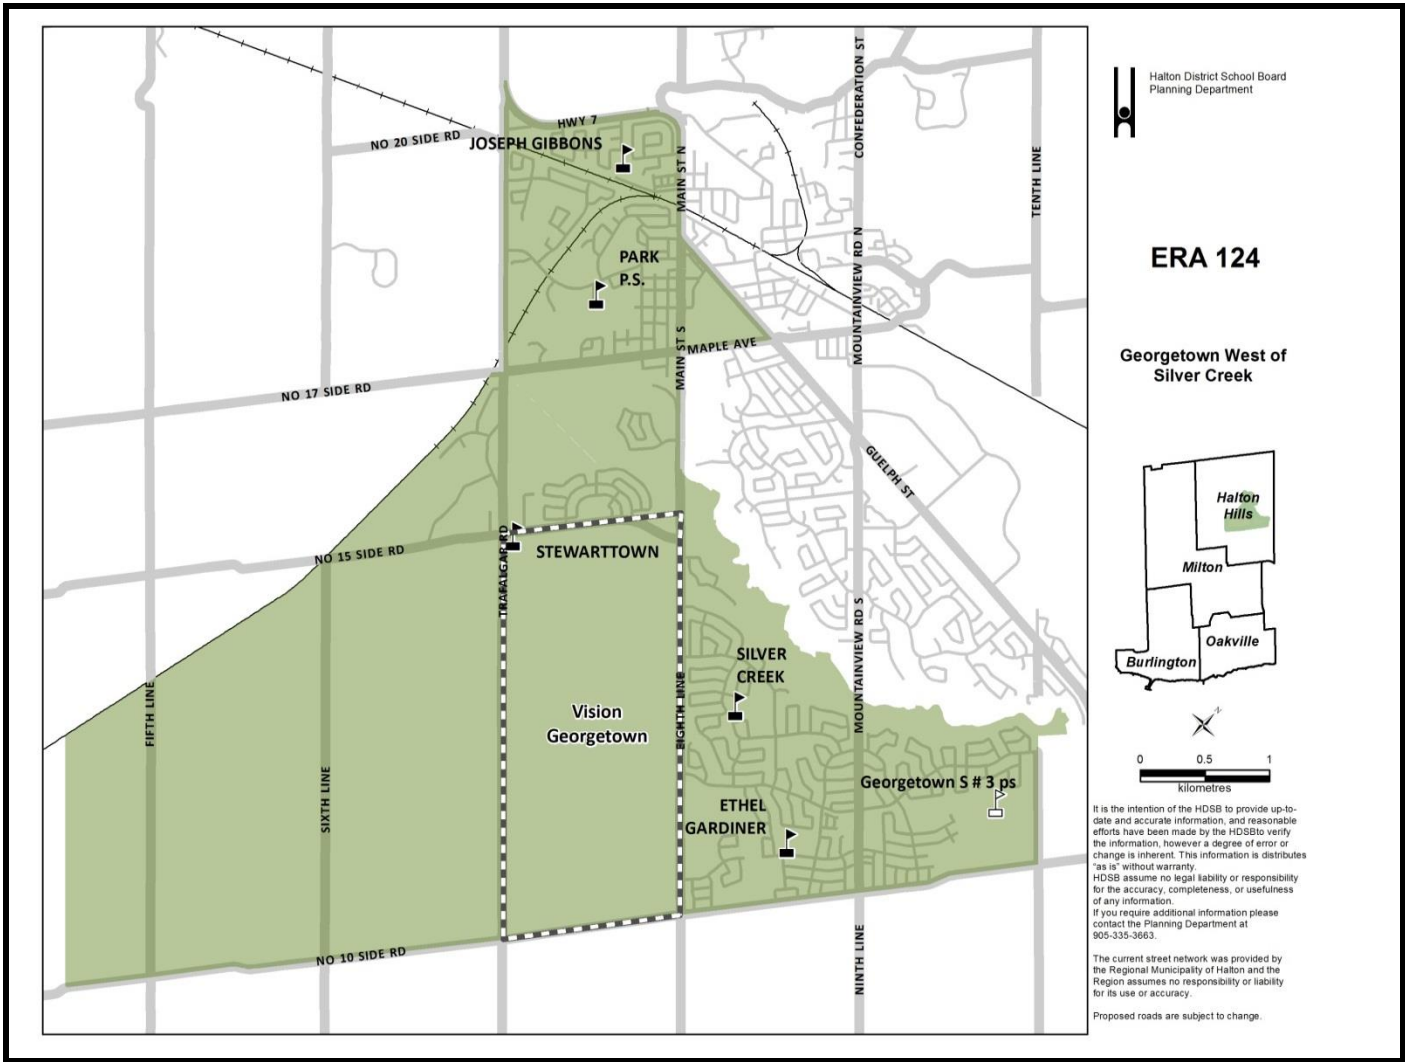 Halton District School Board
Planning Department
ERA 124
Georgetown West of
Silver Creek
HWY 7
NO 20 SIDE RD
JOSEPH GIBBONS
MAIN ST N
CONFEDERATION ST
TENTH LINE
PARK
P.S.
MOUNTAINVIEW RD N
MAIN ST S
MAPLE AVE
NO 17 SIDE RD
GUELPH ST
NO 15 SIDE RD
TRAFALGAR RD
STEWARTTOWN
SILVER
CREEK
MOUNTAINVIEW RD S
FIFTH LINE
Vision
Georgetown
EIGHTH LINE
SIXTH LINE
Georgetown S # 3 ps
ETHEL
GARDINER
NO 10 SIDE RD
NINTH LINE
Halton
Hills
Milton
Oakville
Burlington
N
0 0.5 1
kilometres
It is the intention of the HDSB to provide up-to-
date and accurate information, and reasonable
efforts have been made by the HDSBto verify
the information, however a degree of error or
change is inherent. This information is distributes
"as is" without warranty.
HDSB assume no legal liability or responsibility
for the accuracy, completeness, or usefulness
of any information.
If you require additional information please
contact the Planning Department at
905-335-3663.
The current street network was provided by
the Regional Municipality of Halton and the
Region assumes no responsibility or liability
for its use or accuracy.
Proposed roads are subject to change.